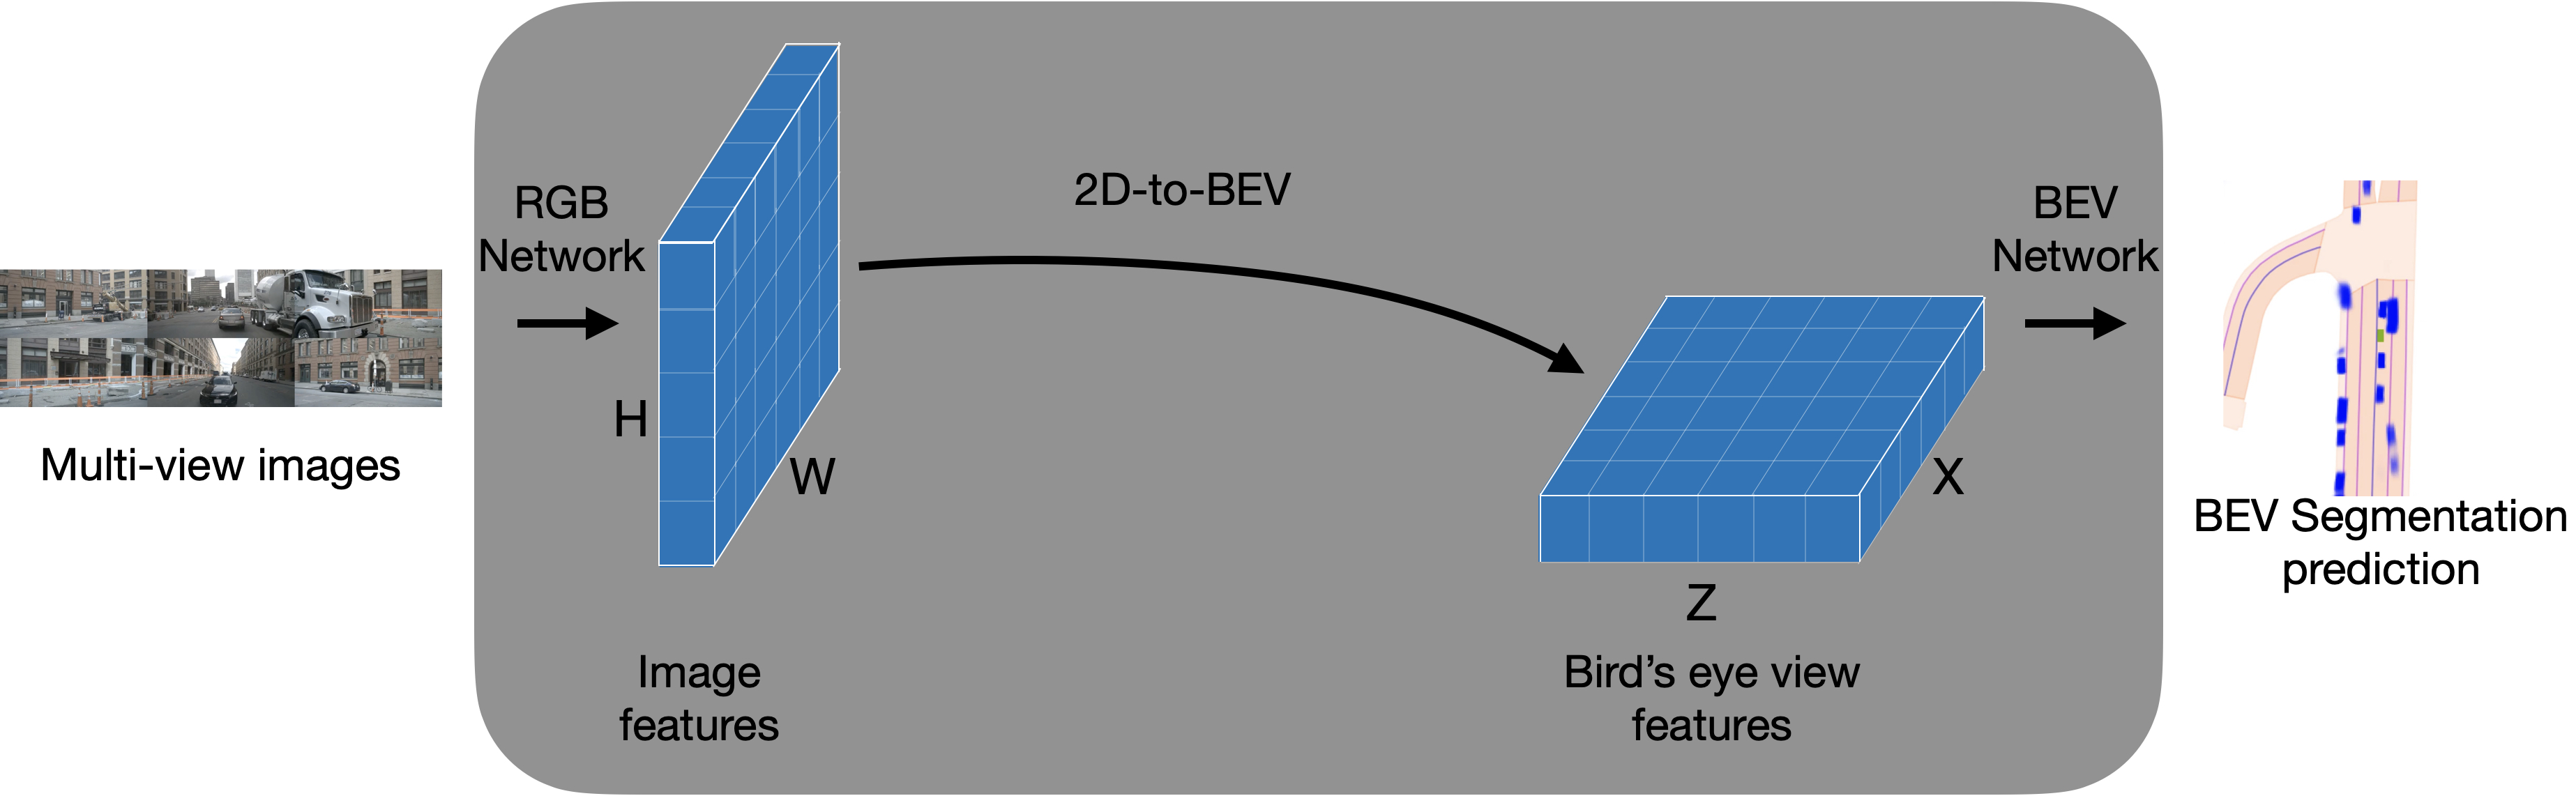 Multi-view images
RGB
Network
H
W
Image
features
2D-to-BEV
Z
X
Bird’s eye view
features
BEV
Network
BEV Segmentation
prediction